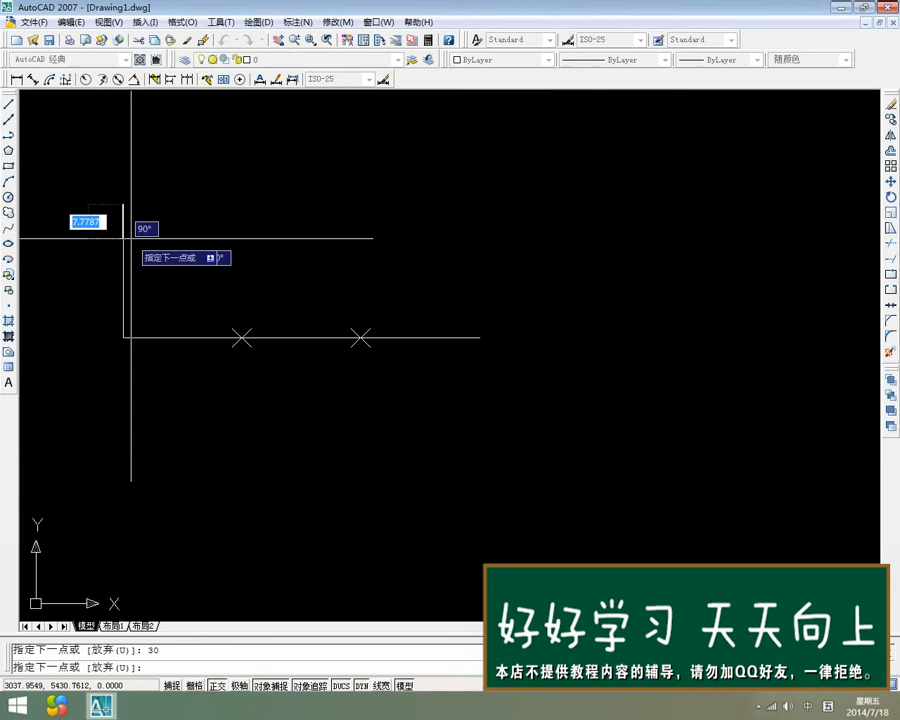 AutoCAD 2007 - [Drawing1.dwg]
文件(F) 编辑(E) 视图(V) 插入(I) 格式(O) 工具(T) 绘图(D) 标注(N) 修改(M) 窗口(W) 帮助(H)
Standard ISO-25 Standard
AutoCAD 经典 0 ByLayer ByLayer ByLayer 随颜色
ISO-25
A
7.7787
90°
指定下一点或
0°
Y
X
模型 布局1 布局2
指定下一点或 [放弃(U)]: 30
指定下一点或 [放弃(U)]:
3037.9549, 5430.7612, 0.0000 捕捉 栅格 正交 极轴 对象捕捉 对象追踪 DUCS DYN 线宽 模型
好好学习 天天向上
本店不提供教程内容的辅导，请勿加QQ好友，一律拒绝。
中
星期五
2014/7/18